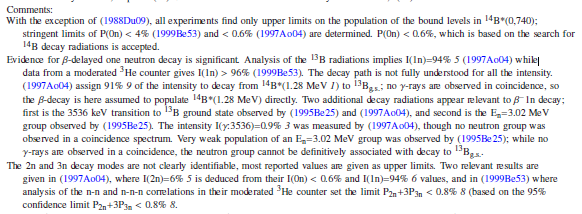 Comments:
With the exception of (1988Du09), all experiments find only upper limits on the population of the bound levels in ¹⁴B*(0,740);
stringent limits of P(0n) < 4% (1999Be53) and < 0.6% (1997Ao04) are determined. P(0n) < 0.6%, which is based on the search for
¹⁴B decay radiations is accepted.
Evidence for β-delayed one neutron decay is significant. Analysis of the ¹³B radiations implies I(1n)=94% 5 (1997Ao04) while
data from a moderated ³He counter gives I(1n) > 96% (1999Be53). The decay path is not fully understood for all the intensity.
(1997Ao04) assign 91% 9 of the intensity to decay from ¹⁴B*(1.28 MeV 1) to ¹³Bg.s.; no γ-rays are observed in coincidence, so
the β-decay is here assumed to populate ¹⁴B*(1.28 MeV) directly. Two additional decay radiations appear relevant to β⁻1n decay;
first is the 3536 keV transition to ¹³B ground state observed by (1995Be25) and (1997Ao04), and second is the Eₙ=3.02 MeV
group observed by (1995Be25). The intensity I(γ:3536)=0.9% 3 was measured by (1997Ao04), though no neutron group was
observed in a coincidence spectrum. Very weak population of an Eₙ=3.02 MeV group was observed by (1995Be25); while no
γ-rays are observed in a coincidence, the neutron group cannot be definitively associated with decay to ¹³Bg.s..
The 2n and 3n decay modes are not clearly identifiable, most reported values are given as upper limits. Two relevant results are
given in (1997Ao04), where I(2n)=6% 5 is deduced from their I(0n) < 0.6% and I(1n)=94% 6 values, and in (1999Be53) where
analysis of the n-n and n-n-n correlations in their moderated ³He counter set the limit P₂ₙ+3P₃ₙ < 0.8% 8 (based on the 95%
confidence limit P₂ₙ+3P₃ₙ < 0.8% 8.